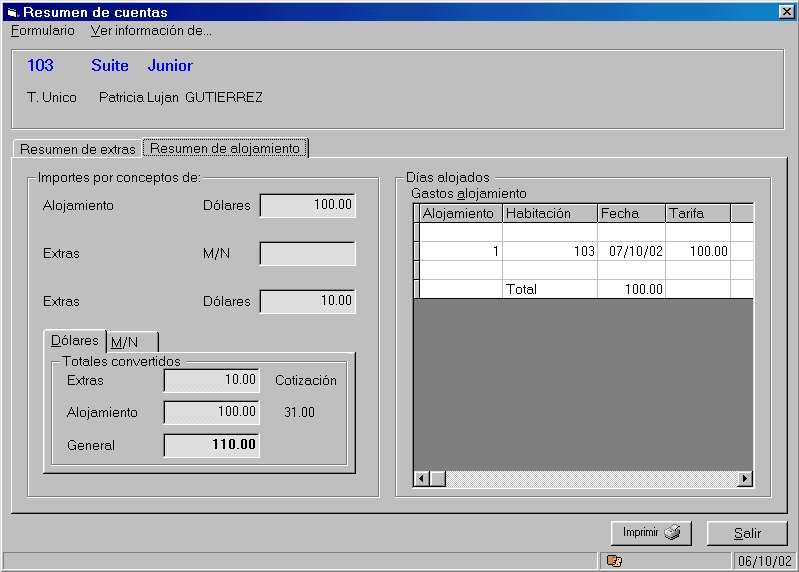 Resumen de cuentas
Formulario Ver información de...
103 Suite Junior
T. Unico Patricia Lujan GUTIERREZ
Resumen de extras Resumen de alojamiento
Importes por conceptos de:
Alojamiento Dólares 100.00
Extras M/N
Extras Dólares 10.00
Dólares M/N
Totales convertidos
Extras 10.00 Cotización
Alojamiento 100.00 31.00
General 110.00
Días alojados
Gastos alojamiento
Alojamiento Habitación Fecha Tarifa
1 103 07/10/02 100.00
Total 100.00
Imprimir Salir
06/10/02